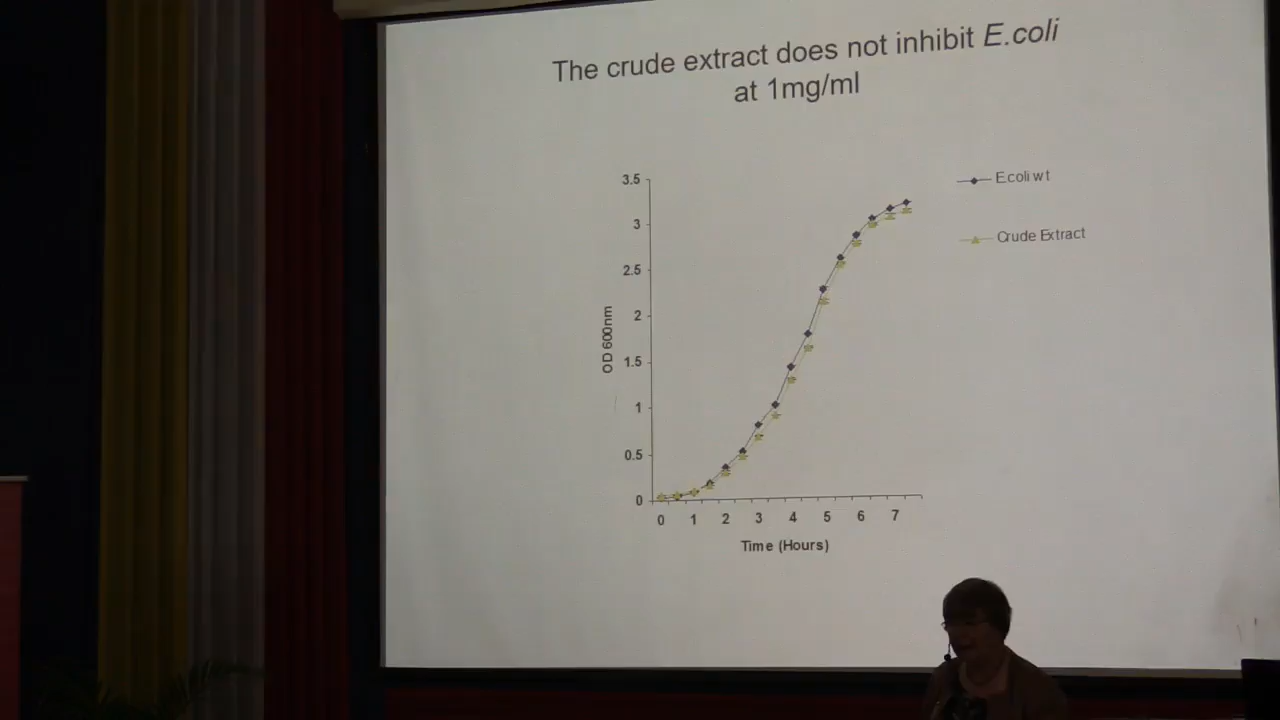 The crude extract does not inhibit E.coli
at 1mg/ml
E.coli wt
Crude Extract
3.5
3
2.5
2
1.5
1
0.5
0
OD 600nm
0 1 2 3 4 5 6 7
Time (Hours)